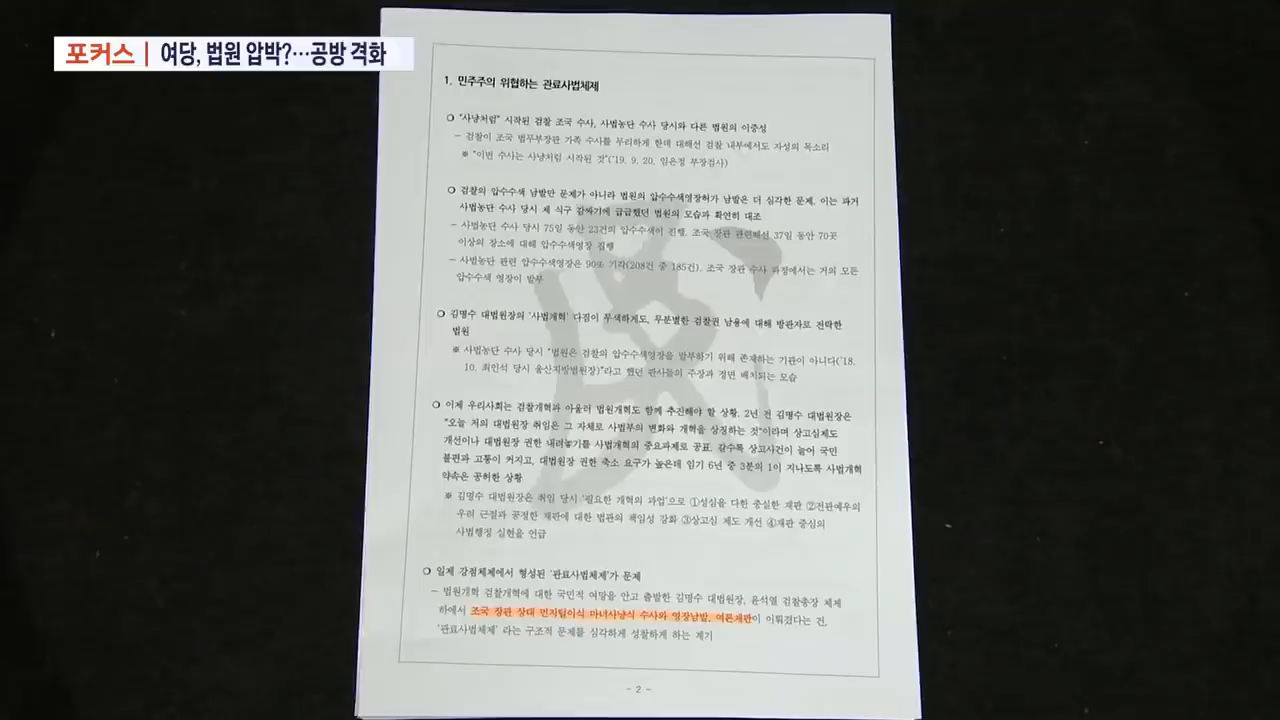 포커스 | 여당, 법원 압박?…공방 격화
1. 민주주의 위협하는 관료사법체제
❍ "사냥처럼" 시작된 검찰 조국 수사, 사법농단 수사 당시와 다른 법원의 이중성
- 검찰이 조국 법무부장관 가족 수사를 무리하게 한데 대해선 검찰 내부에서도 자성의 목소리
※ "이번 수사는 사냥처럼 시작된 것"('19. 9. 20. 임은정 부장검사)
❍ 검찰의 압수수색 남발만 문제가 아니라 법원의 압수수색영장허가 남발은 더 심각한 문제. 이는 과거
사법농단 수사 당시 제 식구 감싸기에 급급했던 법원의 모습과 확연히 대조
- 사법농단 수사 당시 75일 동안 23건의 압수수색이 진행. 조국 장관 관련해선 37일 동안 70곳
이상의 장소에 대해 압수수색영장 집행
- 사법농단 관련 압수수색영장은 90% 기각(208건 중 185건). 조국 장관 수사 과정에서는 거의 모든
압수수색 영장이 발부
❍ 김명수 대법원장의 '사법개혁' 다짐이 무색하게도, 무분별한 검찰권 남용에 대해 방관자로 전락한
법원
※ 사법농단 수사 당시 "법원은 검찰의 압수수색영장을 발부하기 위해 존재하는 기관이 아니다('18.
10. 최인석 당시 울산지방법원장)"라고 했던 판사들의 주장과 정면 배치되는 모습
❍ 이제 우리사회는 검찰개혁과 아울러 법원개혁도 함께 추진해야 할 상황. 2년 전 김명수 대법원장은
"오늘 저의 대법원장 취임은 그 자체로 사법부의 변화와 개혁을 상징하는 것"이라며 상고심제도
개선이나 대법원장 권한 내려놓기를 사법개혁의 중요과제로 공표. 갈수록 상고사건이 늘어 국민
불편과 고통이 커지고, 대법원장 권한 축소 요구가 높은데 임기 6년 중 3분의 1이 지나도록 사법개혁
약속은 공허한 상황
※ 김명수 대법원장은 취임 당시 '필요한 개혁의 과업'으로 ①성심을 다한 충실한 재판 ②전관예우의
우려 근절과 공정한 재판에 대한 법관의 책임성 강화 ③상고심 제도 개선 ④재판 중심의
사법행정 실현을 언급
❍ 일제 강점체제에서 형성된 '관료사법체제'가 문제
- 법원개혁 검찰개혁에 대한 국민적 여망을 안고 출발한 김명수 대법원장, 윤석열 검찰총장 체제
하에서 조국 장관 상대 먼지털이식 마녀사냥식 수사와 영장남발, 여론재판이 이뤄졌다는 건,
'관료사법체제' 라는 구조적 문제를 심각하게 성찰하게 하는 계기
- 2 -